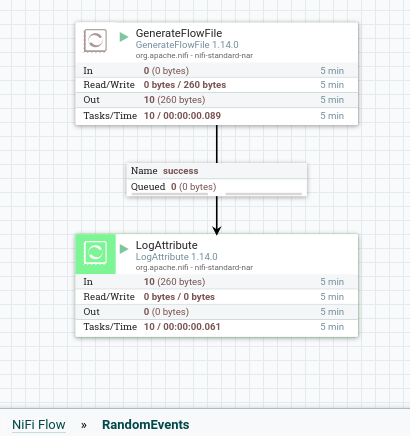 GenerateFlowFile
GenerateFlowFile 1.14.0
org.apache.nifi - nifi-standard-nar
In 0 (0 bytes) 5 min
Read/Write 0 bytes / 260 bytes 5 min
Out 10 (260 bytes) 5 min
Tasks/Time 10 / 00:00:00.089 5 min
Name success
Queued 0 (0 bytes)
LogAttribute
LogAttribute 1.14.0
org.apache.nifi - nifi-standard-nar
In 10 (260 bytes) 5 min
Read/Write 0 bytes / 0 bytes 5 min
Out 0 (0 bytes) 5 min
Tasks/Time 10 / 00:00:00.061 5 min
NiFi Flow » RandomEvents